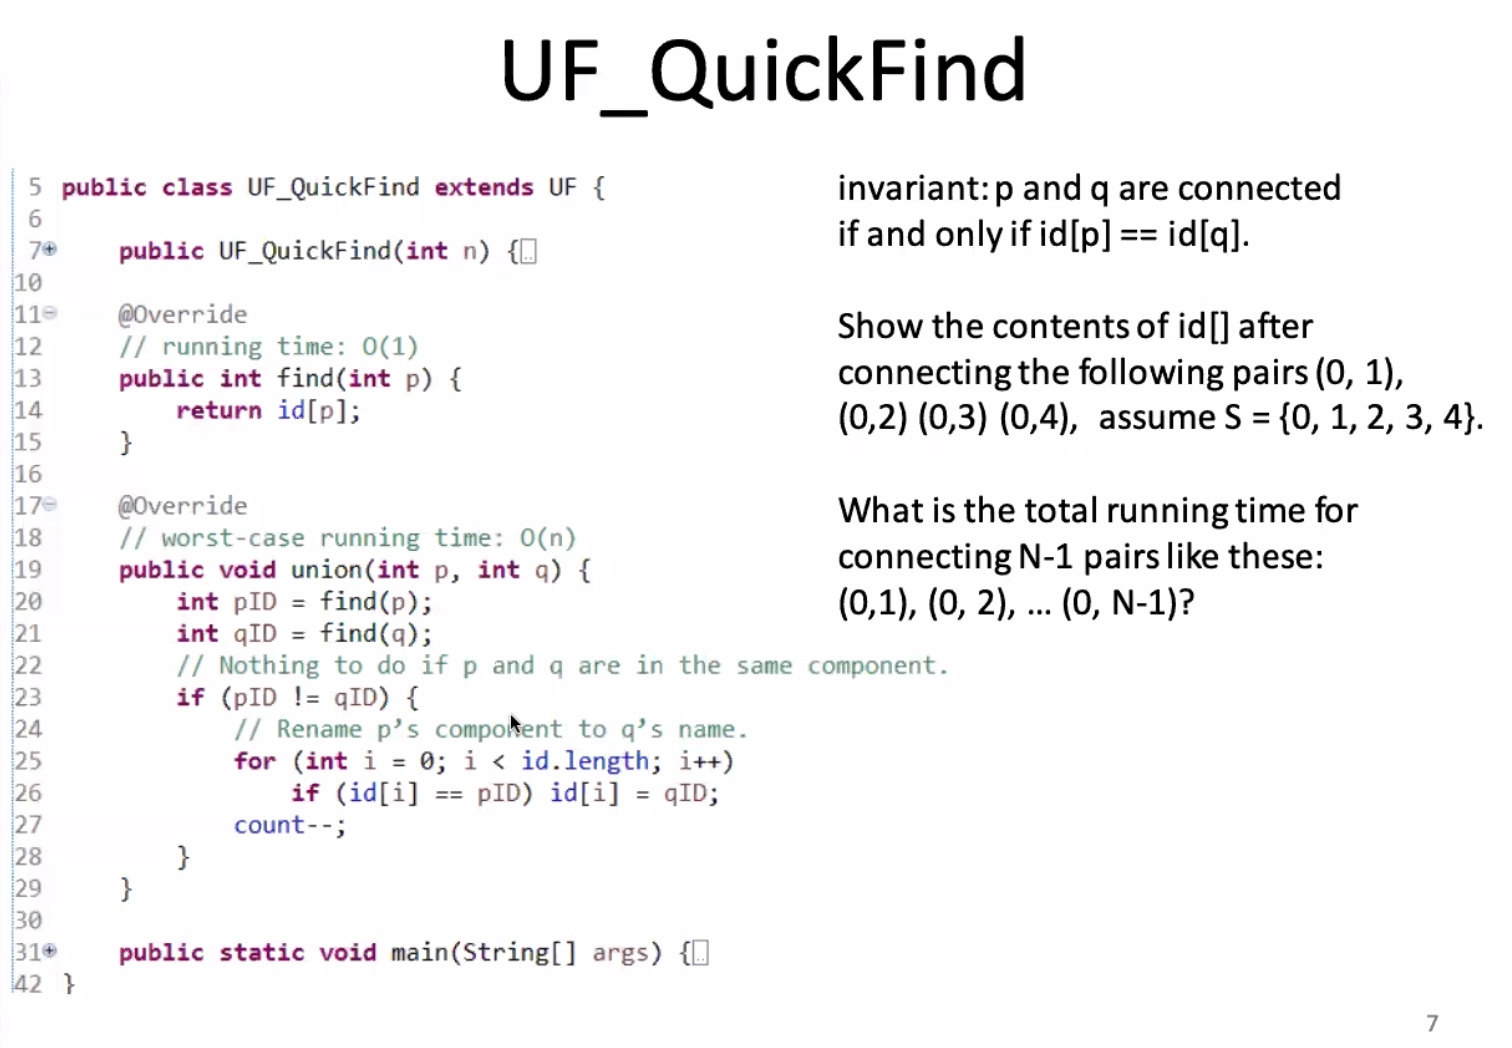 UF_QuickFind
5 public class UF_QuickFind extends UF {
6
7 public UF_QuickFind(int n) {
10
11 @Override
12 // running time: O(1)
13 public int find(int p) {
14 return id[p];
15 }
16
17 @Override
18 // worst-case running time: O(n)
19 public void union(int p, int q) {
20 int pID = find(p);
21 int qID = find(q);
22 // Nothing to do if p and q are in the same component.
23 if (pID != qID) {
24 // Rename p’s component to q’s name.
25 for (int i = 0; i < id.length; i++)
26 if (id[i] == pID) id[i] = qID;
27 count--;
28 }
29 }
30
31 public static void main(String[] args) {
42 }
invariant: p and q are connected
if and only if id[p] == id[q].
Show the contents of id[] after
connecting the following pairs (0, 1),
(0,2) (0,3) (0,4), assume S = {0, 1, 2, 3, 4}.
What is the total running time for
connecting N-1 pairs like these:
(0,1), (0, 2), ... (0, N-1)?
7